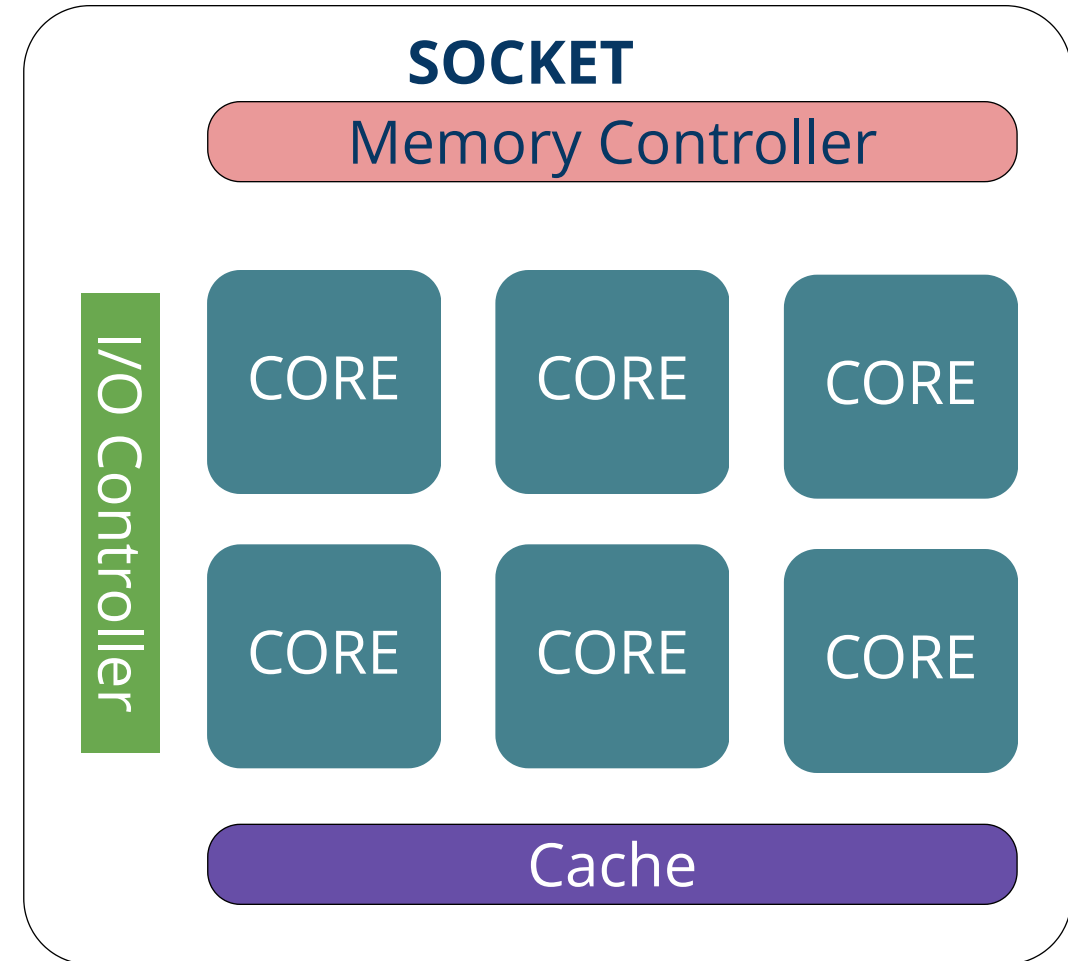 SOCKET
Memory Controller
I/O Controller
CORE
CORE
CORE
CORE
CORE
CORE
Cache